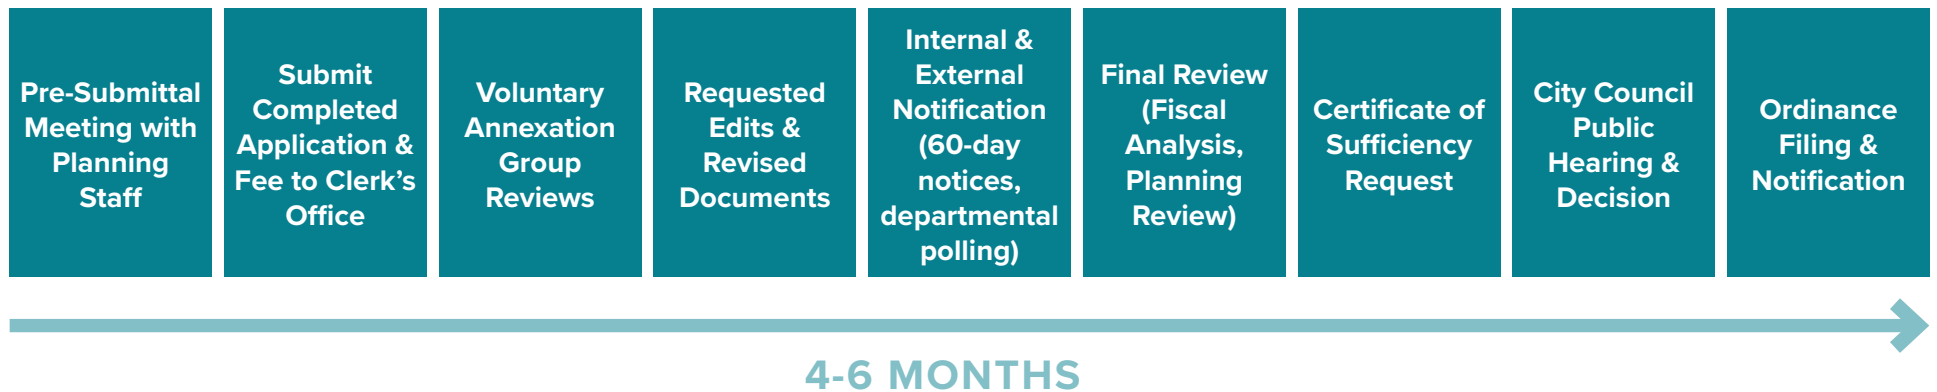 Pre-Submittal
Meeting with
Planning
Staff
Submit
Completed
Application &
Fee to Clerk’s
Office
Voluntary
Annexation
Group
Reviews
Requested
Edits &
Revised
Documents
Internal &
External
Notification
(60-day
notices,
departmental
polling)
Final Review
(Fiscal
Analysis,
Planning
Review)
Certificate of
Sufficiency
Request
City Council
Public
Hearing &
Decision
Ordinance
Filing &
Notification
4-6 MONTHS